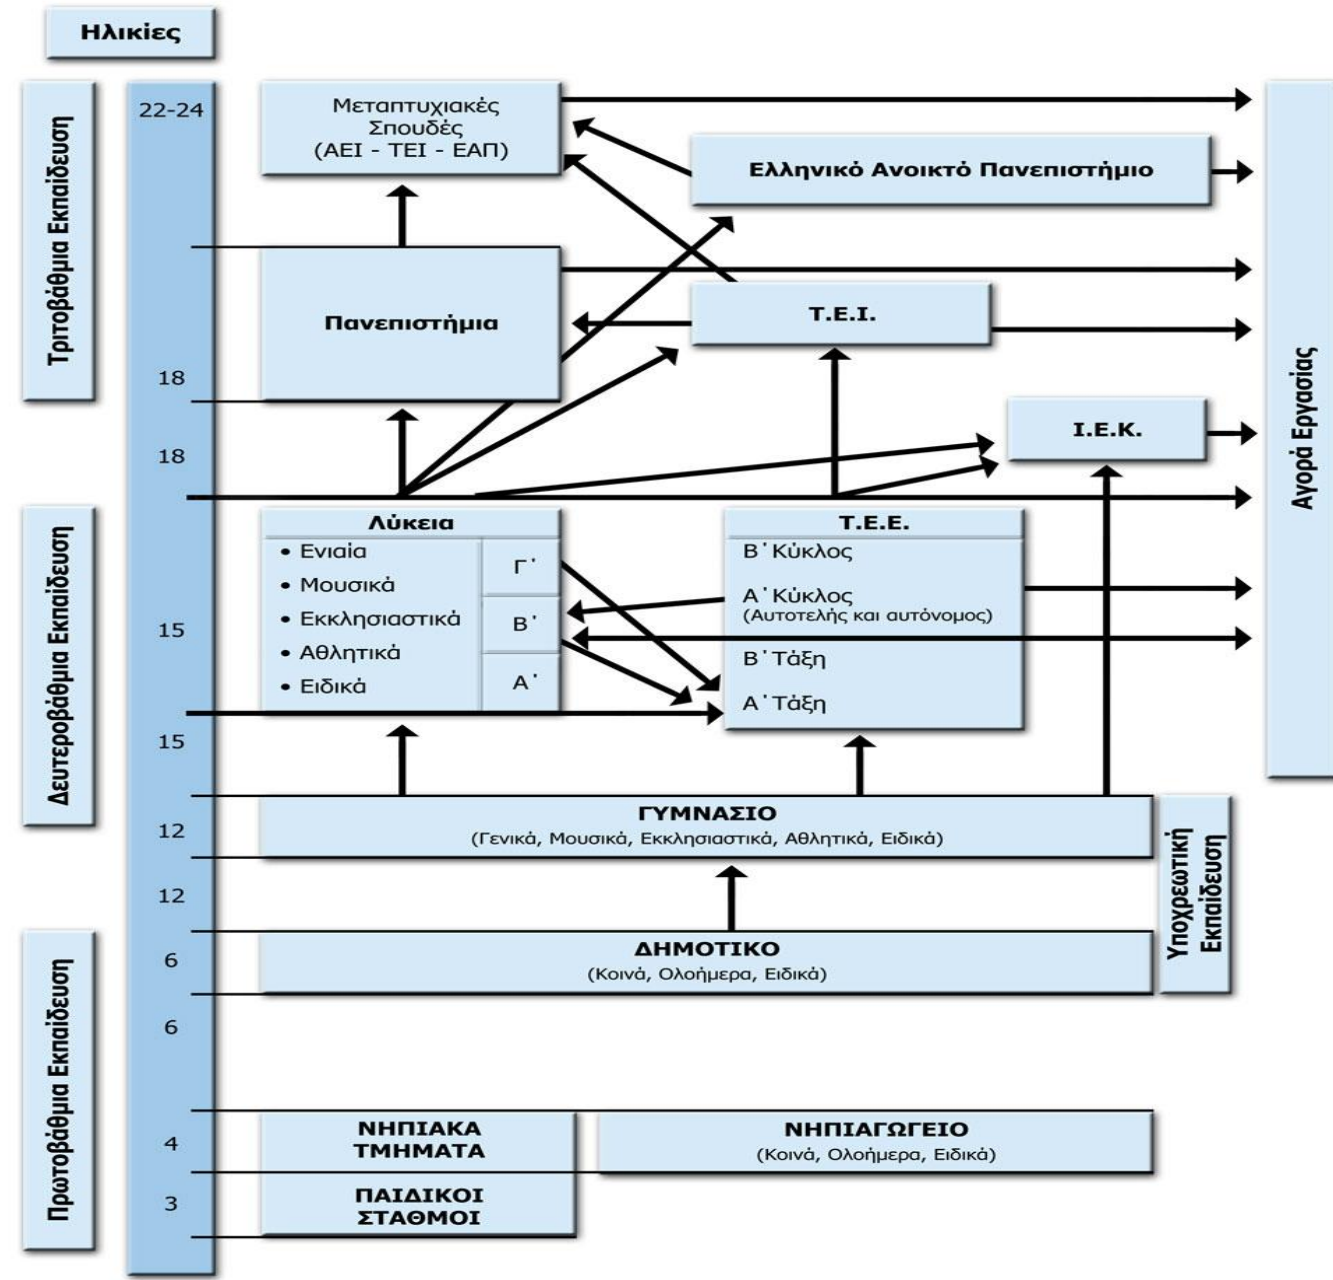 Ηλικίες
Τριτοβάθμια Εκπαίδευση
22-24
Μεταπτυχιακές
Σπουδές
(ΑΕΙ - ΤΕΙ - ΕΑΠ)
Ελληνικό Ανοικτό Πανεπιστήμιο
Πανεπιστήμια
Τ.Ε.Ι.
18
Ι.Ε.Κ.
18
Αγορά Εργασίας
Δευτεροβάθμια Εκπαίδευση
Λύκεια
• Ενιαία
• Μουσικά
• Εκκλησιαστικά
• Αθλητικά
• Ειδικά
Γ'
Β'
Α'
Τ.Ε.Ε.
Β'Κύκλος
Α'Κύκλος
(Αυτοτελής και αυτόνομος)
Β'Τάξη
Α'Τάξη
15
15
ΓΥΜΝΑΣΙΟ
(Γενικά, Μουσικά, Εκκλησιαστικά, Αθλητικά, Ειδικά)
12
12
Υποχρεωτική
Εκπαίδευση
Πρωτοβάθμια Εκπαίδευση
ΔΗΜΟΤΙΚΟ
(Κοινά, Ολοήμερα, Ειδικά)
6
6
4
ΝΗΠΙΑΚΑ
ΤΜΗΜΑΤΑ
ΝΗΠΙΑΓΩΓΕΙΟ
(Κοινά, Ολοήμερα, Ειδικά)
3
ΠΑΙΔΙΚΟΙ
ΣΤΑΘΜΟΙ